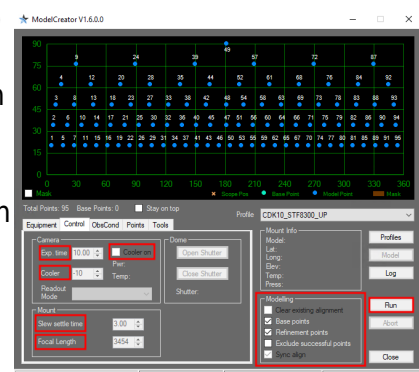 ModelCreator V1.6.0.0
90
49
9 24 39 57 72 87
75
4 12 20 28 35 44 52 61 68 76 84 92
60
3 8 13 18 23 27 33 38 42 48 54 58 63 69 73 78 83 88 93
45
2 6 10 14 17 21 25 30 32 37 40 45 47 51 56 60 64 66 71 75 79 82 86 90 94
30
1 5 7 11 15 16 19 22 26 29 31 34 36 41 43 46 50 53 55 59 62 65 67 70 74 77 80 81 85 89 91 95
15
0
0 30 60 90 120 150 180 210 240 270 300 330 360
Mask Scope Pos Base Point Model Point Mask
Total Points: 95 Base Points: 0 Stay on top
Profile CDK10_STF8300_UP
Equipment Control ObsCond Points Tools
Camera
Exp. time 10.00 Cooler on
Cooler -10 Pwr:
Temp:
Readout
Mode
Dome
Open Shutter
Close Shutter
Shutter:
Mount
Slew settle time 3.00
Focal Length 3454
Mount Info
Model:
Lat:
Long:
Elev:
Temp:
Press:
Profiles
Model
Log
Modelling
Clear existing alignment
Base points
Refinement points
Exclude successful points
Sync align
Run
Abort
Close